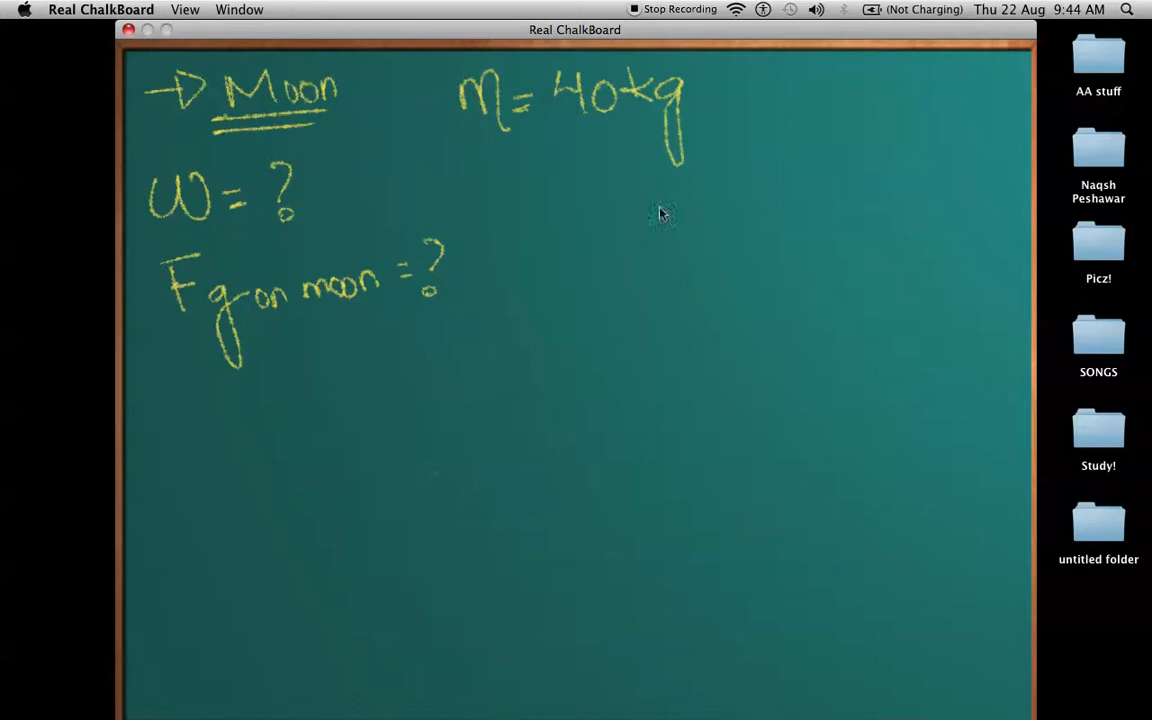 Real ChalkBoard View Window Stop Recording (Not Charging) Thu 22 Aug 9:44 AM
Real ChalkBoard
→ Moon m = 40kg
W = ?
Fg on moon = ?
AA stuff
Naqsh
Peshawar
Picz!
SONGS
Study!
untitled folder